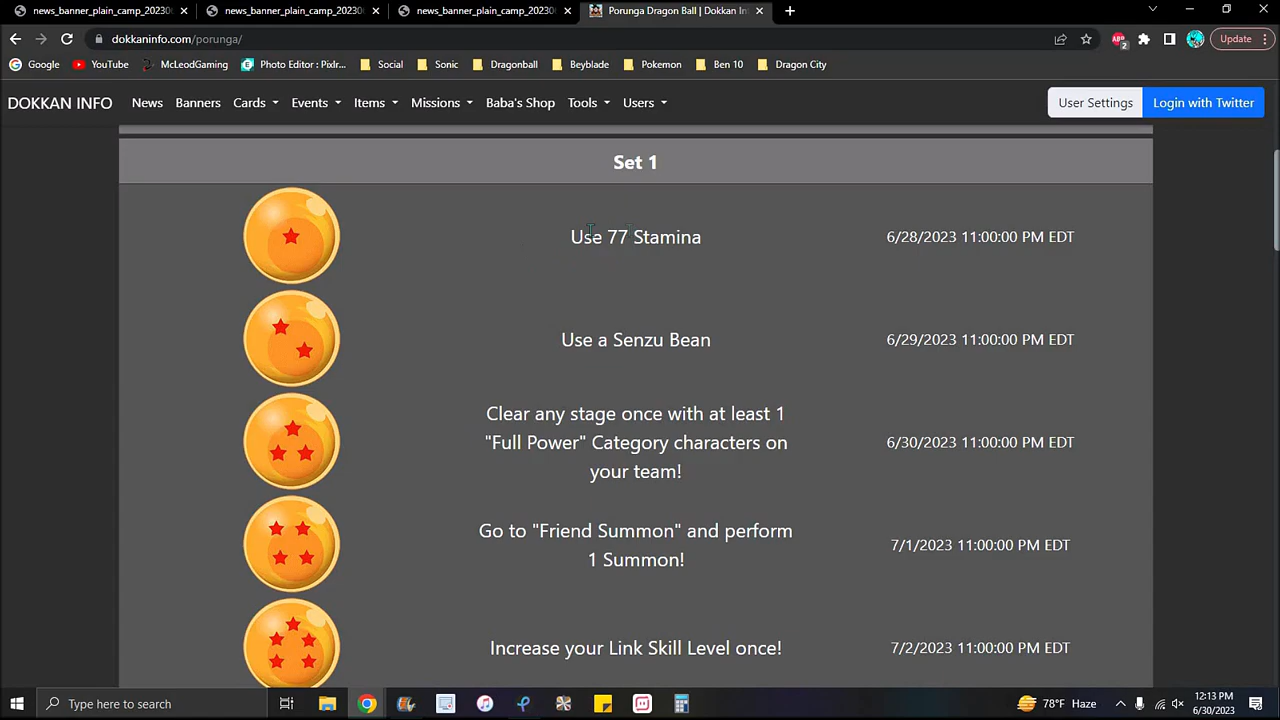 news_banner_plain_camp_20230
news_banner_plain_camp_20230
news_banner_plain_camp_20230
Porunga Dragon Ball | Dokkan In
dokkaninfo.com/porunga/
ABP
2
Update
Google
YouTube
McLeodGaming
Photo Editor : Pixlr...
Social
Sonic
Dragonball
Beyblade
Pokemon
Ben 10
Dragon City
DOKKAN INFO
News
Banners
Cards
Events
Items
Missions
Baba's Shop
Tools
Users
User Settings
Login with Twitter
Set 1
Use 77 Stamina
6/28/2023 11:00:00 PM EDT
Use a Senzu Bean
6/29/2023 11:00:00 PM EDT
Clear any stage once with at least 1
"Full Power" Category characters on
your team!
6/30/2023 11:00:00 PM EDT
Go to "Friend Summon" and perform
1 Summon!
7/1/2023 11:00:00 PM EDT
Increase your Link Skill Level once!
7/2/2023 11:00:00 PM EDT
Type here to search
78°F Haze
12:13 PM
6/30/2023